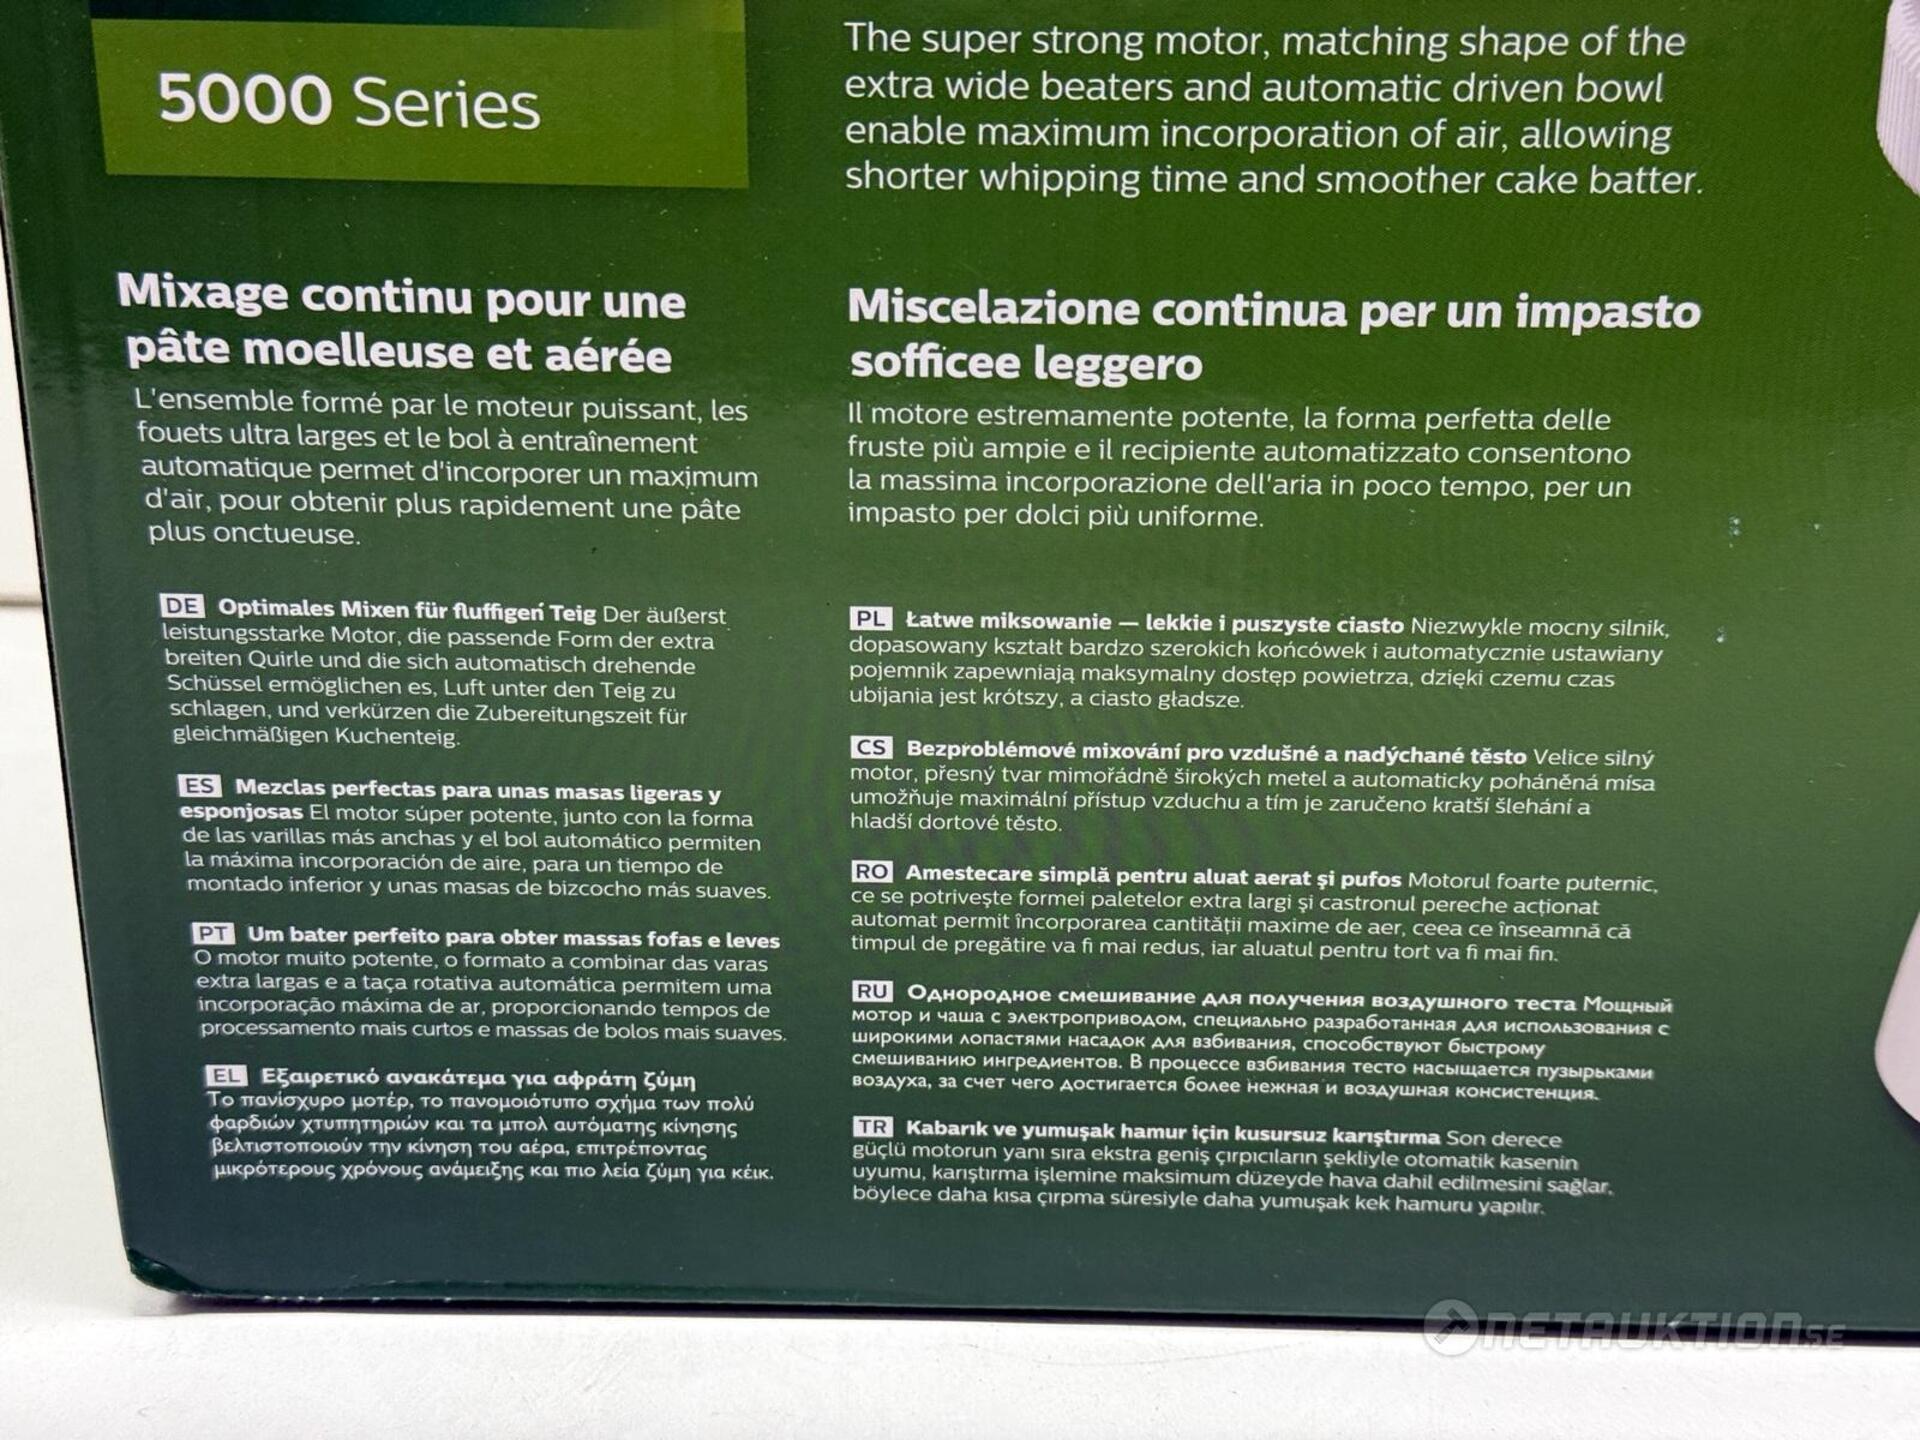 5000 Series
The super strong motor, matching shape of the
extra wide beaters and automatic driven bowl
enable maximum incorporation of air, allowing
shorter whipping time and smoother cake batter.
Mixage continu pour une
pâte moelleuse et aérée
L'ensemble formé par le moteur puissant, les
fouets ultra larges et le bol à entraînement
automatique permet d'incorporer un maximum
d'air, pour obtenir plus rapidement une pâte
plus onctueuse.
Miscelazione continua per un impasto
sofficee leggero
Il motore estremamente potente, la forma perfetta delle
fruste più ampie e il recipiente automatizzato consentono
la massima incorporazione dell'aria in poco tempo, per un
impasto per dolci più uniforme.
DE Optimales Mixen für fluffigen Teig Der äußerst
leistungsstarke Motor, die passende Form der extra
breiten Quirle und die sich automatisch drehende
Schüssel ermöglichen es, Luft unter den Teig zu
schlagen, und verkürzen die Zubereitungszeit für
gleichmäßigen Kuchenteig.
ES Mezclas perfectas para unas masas ligeras y
esponjosas El motor súper potente, junto con la forma
de las varillas más anchas y el bol automático permiten
la máxima incorporación de aire, para un tiempo de
montado inferior y unas masas de bizcocho más suaves.
PT Um bater perfeito para obter massas fofas e leves
O motor muito potente, o formato a combinar das varas
extra largas e a taça rotativa automática permitem uma
incorporação máxima de ar, proporcionando tempos de
processamento mais curtos e massas de bolos mais suaves.
EL Εξαιρετικό ανακάτεμα για αφράτη ζύμη
Το πανίσχυρο μοτέρ, το πανομοιότυπο σχήμα των πολύ
φαρδιών χτυπητηριών και τα μπολ αυτόματης κίνησης
βελτιστοποιούν την κίνηση του αέρα, επιτρέποντας
μικρότερους χρόνους ανάμειξης και πιο λεία ζύμη για κέικ.
PL Łatwe miksowanie — lekkie i puszyste ciasto Niezwykle mocny silnik,
dopasowany kształt bardzo szerokich końcówek i automatycznie ustawiany
pojemnik zapewniają maksymalny dostęp powietrza, dzięki czemu czas
ubijania jest krótszy, a ciasto gładsze.
CS Bezproblémové mixování pro vzdušné a nadýchané těsto Velice silný
motor, přesný tvar mimořádně širokých metel a automaticky poháněná mísa
umožňuje maximální přístup vzduchu a tím je zaručeno kratší šlehání a
hladší dortové těsto.
RO Amestecare simplă pentru aluat aerat şi pufos Motorul foarte puternic,
ce se potriveşte formei paletelor extra largi şi castronul pereche acţionat
automat permit încorporarea cantităţii maxime de aer, ceea ce înseamnă că
timpul de pregătire va fi mai redus, iar aluatul pentru tort va fi mai fin.
RU Однородное смешивание для получения воздушного теста Мощный
мотор и чаша с электроприводом, специально разработанная для использования с
широкими лопастями насадок для взбивания, способствуют быстрому
смешиванию ингредиентов. В процессе взбивания тесто насыщается пузырьками
воздуха, за счет чего достигается более нежная и воздушная консистенция.
TR Kabarık ve yumuşak hamur için kusursuz karıştırma Son derece
güçlü motorun yanı sıra ekstra geniş çırpıcıların şekliyle otomatik kasenin
uyumu, karıştırma işlemine maksimum düzeyde hava dahil edilmesini sağlar,
böylece daha kısa çırpma süresiyle daha yumuşak kek hamuru yapılır.
NETAUKTION.SE